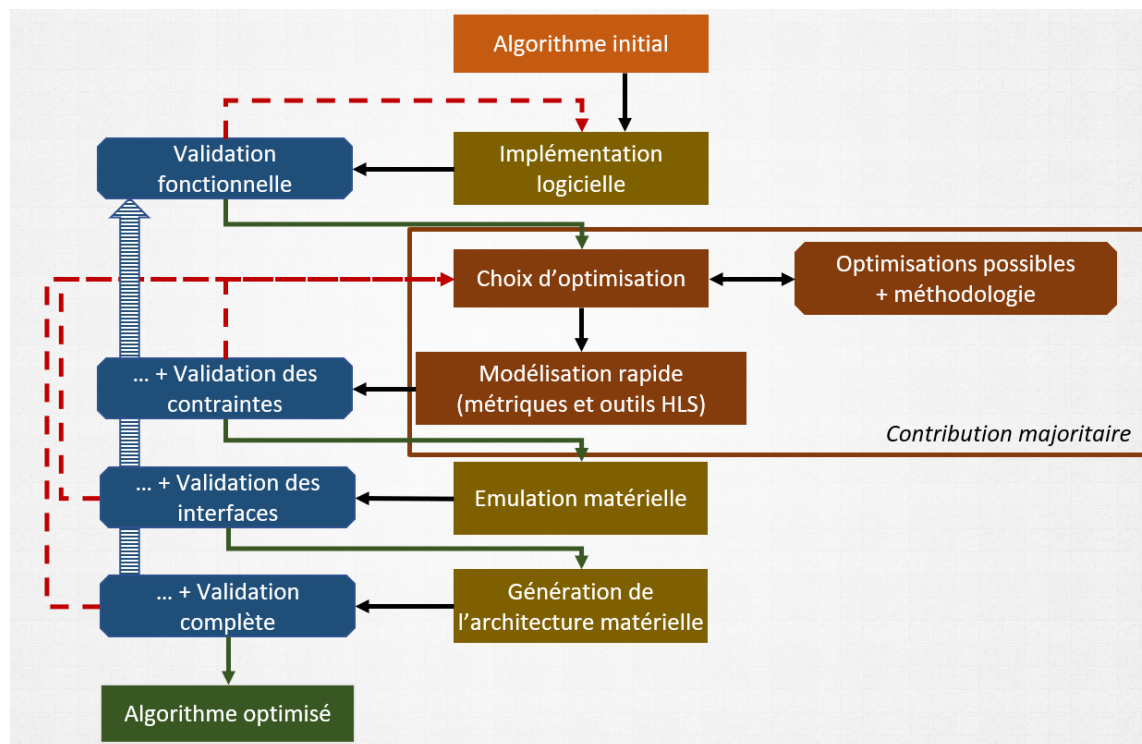 Algorithme initial
Validation
fonctionnelle
Implémentation
logicielle
Choix d'optimisation
Optimisations possibles
+ méthodologie
... + Validation des
contraintes
Modélisation rapide
(métriques et outils HLS)
Contribution majoritaire
... + Validation des
interfaces
Emulation matérielle
... + Validation
complète
Génération de
l'architecture matérielle
Algorithme optimisé